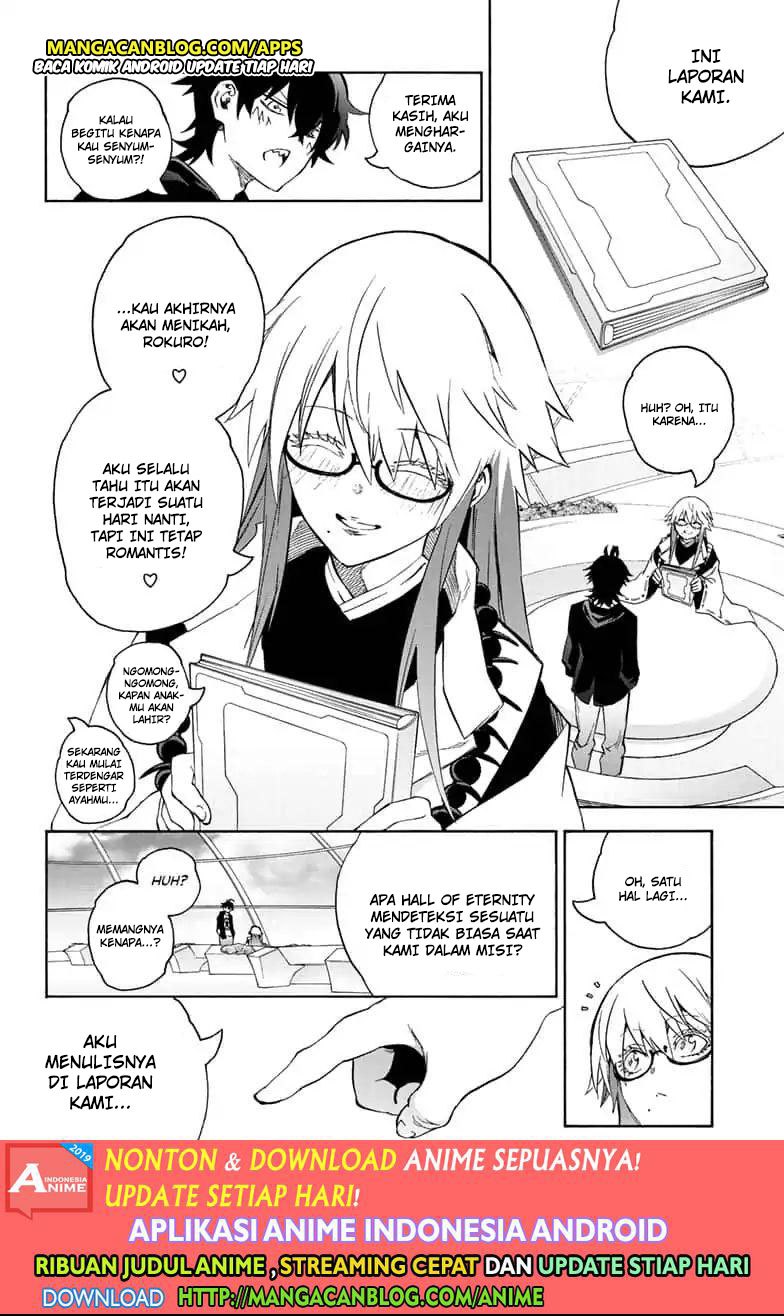 MANGACANBLOG.COM/APPS
BACA KOMIK ANDROID UPDATE TIAP HARI
INI
LAPORAN
KAMI.
TERIMA
KASIH, AKU
MENGHAR-
GAINYA.
KALAU
BEGITU KENAPA
KAU SENYUM-
SENYUM?!
HUH? OH, ITU
KARENA...
...KAU AKHIRNYA
AKAN MENIKAH,
ROKURO!
♡
AKU SELALU
TAHU ITU AKAN
TERJADI SUATU
HARI NANTI,
TAPI INI TETAP
ROMANTIS!
♡
NGOMONG-
NGOMONG,
KAPAN ANAK-
MU AKAN
LAHIR?
SEKARANG
KAU MULAI
TERDENGAR
SEPERTI
AYAHMU...
OH, SATU
HAL LAGI...
APA HALL OF ETERNITY
MENDETEKSI SESUATU
YANG TIDAK BIASA SAAT
KAMI DALAM MISI?
HUH?
MEMANGNYA
KENAPA...?
AKU
MENULISNYA
DI LAPORAN
KAMI...
2019
A
INDONESIA
ANIME
NONTON & DOWNLOAD ANIME SEPUASNYA!
UPDATE SETIAP HARI!
APLIKASI ANIME INDONESIA ANDROID
RIBUAN JUDUL ANIME , STREAMING CEPAT DAN UPDATE STIAP HARI
DOWNLOAD HTTP://MANGACANBLOG.COM/ANIME